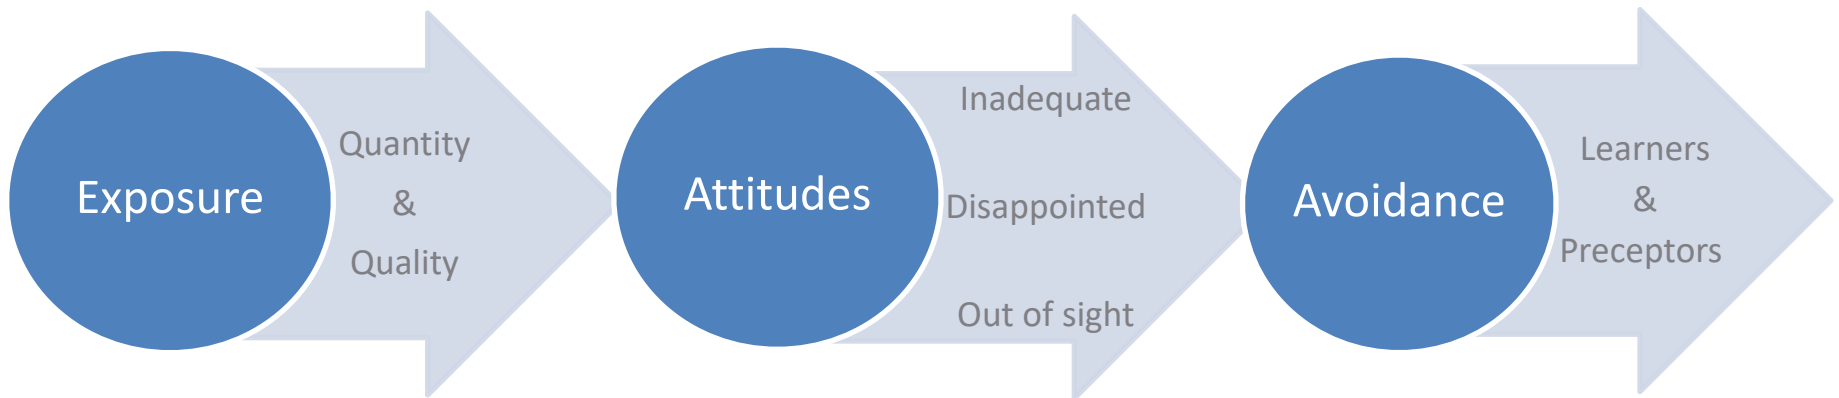 Exposure
Quantity
&
Quality
Attitudes
Inadequate
Disappointed
Out of sight
Avoidance
Learners
&
Preceptors